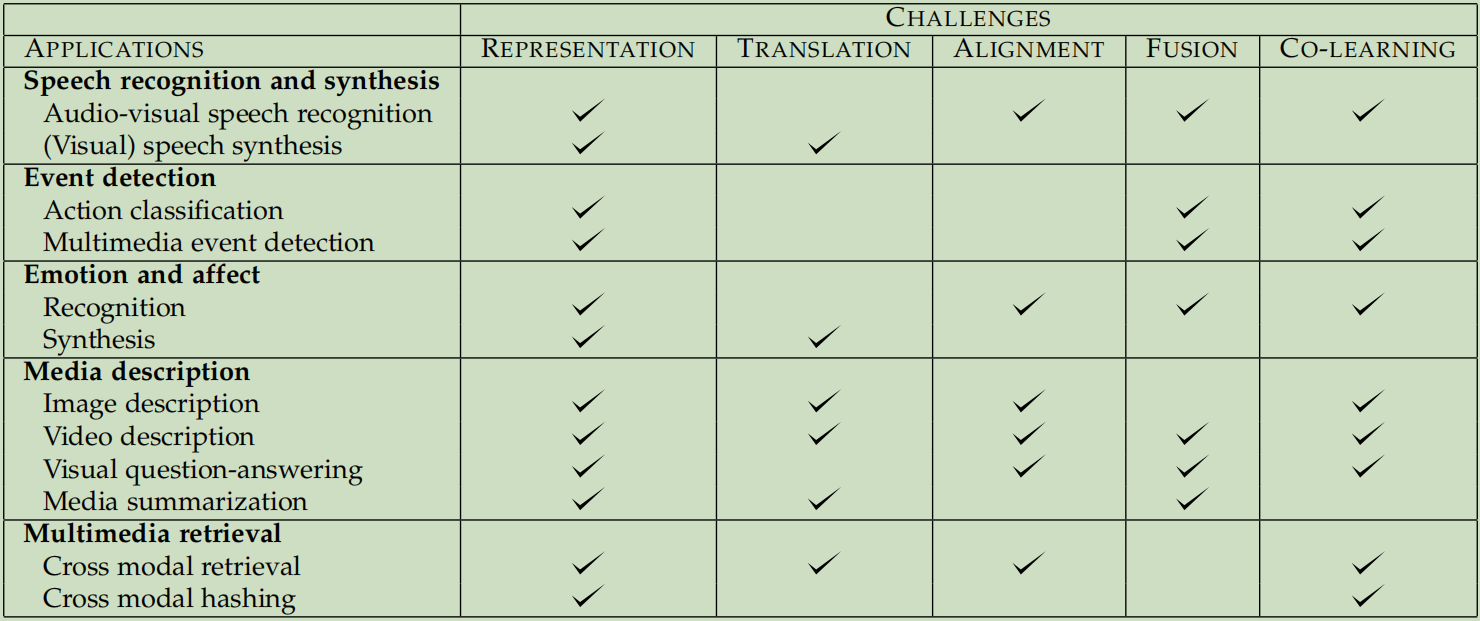 CHALLENGES
APPLICATIONS REPRESENTATION TRANSLATION ALIGNMENT FUSION CO-LEARNING
Speech recognition and synthesis
Audio-visual speech recognition ✓ ✓ ✓ ✓
(Visual) speech synthesis ✓ ✓
Event detection
Action classification ✓ ✓ ✓
Multimedia event detection ✓ ✓ ✓
Emotion and affect
Recognition ✓ ✓ ✓ ✓
Synthesis ✓ ✓
Media description
Image description ✓ ✓ ✓ ✓
Video description ✓ ✓ ✓ ✓ ✓
Visual question-answering ✓ ✓ ✓ ✓
Media summarization ✓ ✓ ✓
Multimedia retrieval
Cross modal retrieval ✓ ✓ ✓ ✓
Cross modal hashing ✓ ✓